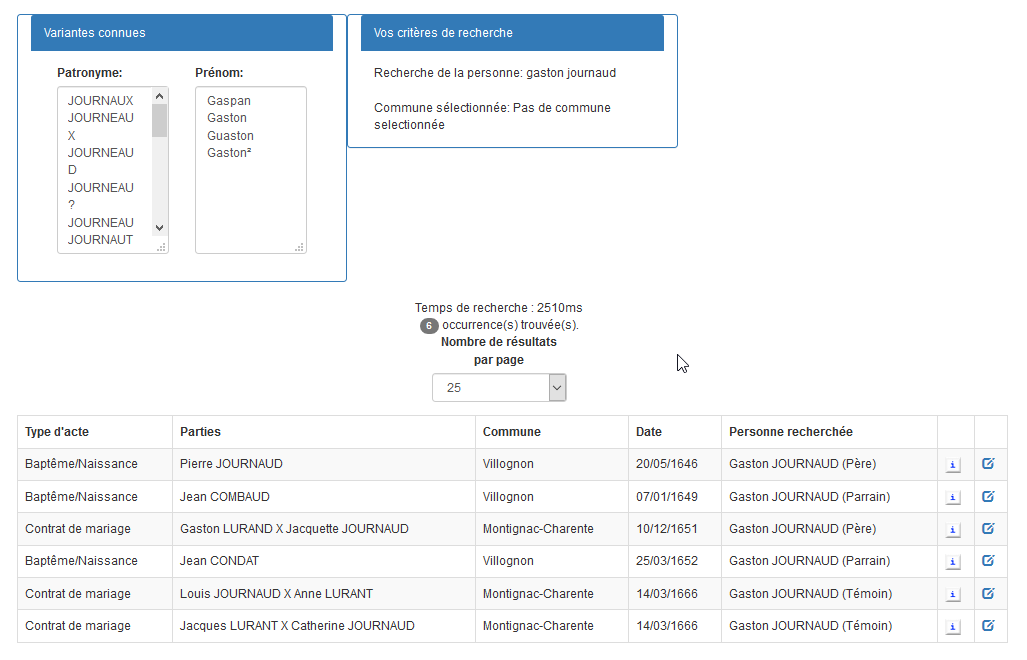 Variantes connues
Patronyme:
JOURNAUX
JOURNEAU
X
JOURNEAU
D
JOURNEAU
?
JOURNEAU
JOURNAUT
Prénom:
Gaspan
Gaston
Guaston
Gaston²
Vos critères de recherche
Recherche de la personne: gaston journaud
Commune sélectionnée: Pas de commune
selectionnée
Temps de recherche : 2510ms
6 occurrence(s) trouvée(s).
Nombre de résultats
par page
25
Type d'acte Parties Commune Date Personne recherchée
Baptême/Naissance Pierre JOURNAUD Villognon 20/05/1646 Gaston JOURNAUD (Père) i
Baptême/Naissance Jean COMBAUD Villognon 07/01/1649 Gaston JOURNAUD (Parrain) i
Contrat de mariage Gaston LURAND X Jacquette JOURNAUD Montignac-Charente 10/12/1651 Gaston JOURNAUD (Père) i
Baptême/Naissance Jean CONDAT Villognon 25/03/1652 Gaston JOURNAUD (Parrain) i
Contrat de mariage Louis JOURNAUD X Anne LURANT Montignac-Charente 14/03/1666 Gaston JOURNAUD (Témoin) i
Contrat de mariage Jacques LURANT X Catherine JOURNAUD Montignac-Charente 14/03/1666 Gaston JOURNAUD (Témoin) i